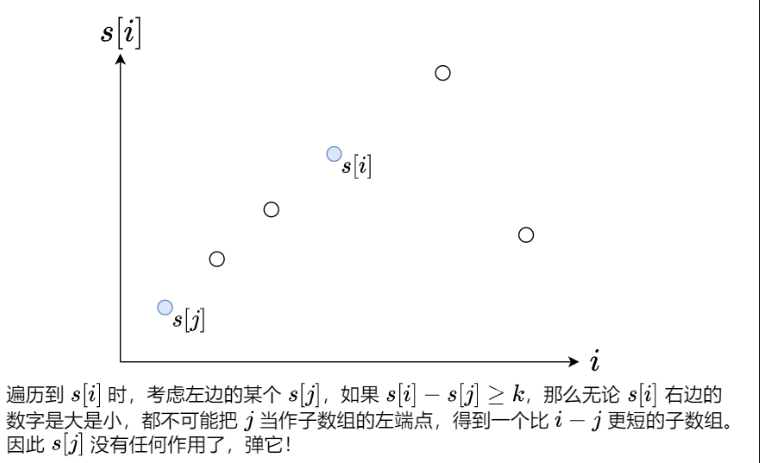 s[i]
s[i]
s[j]
i
遍历到 s[i] 时，考虑左边的某个 s[j]，如果 s[i] − s[j] ≥ k，那么无论 s[i] 右边的
数字是大是小，都不可能把 j 当作子数组的左端点，得到一个比 i − j 更短的子数组。
因此 s[j] 没有任何作用了，弹它！